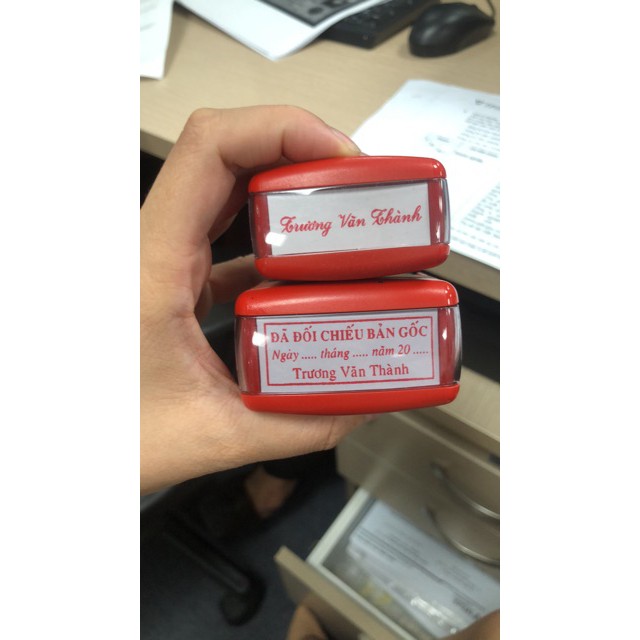 Trương Văn Thành
ĐÃ ĐỐI CHIẾU BẢN GỐC
Ngày ..... tháng ..... năm 20 .....
Trương Văn Thành